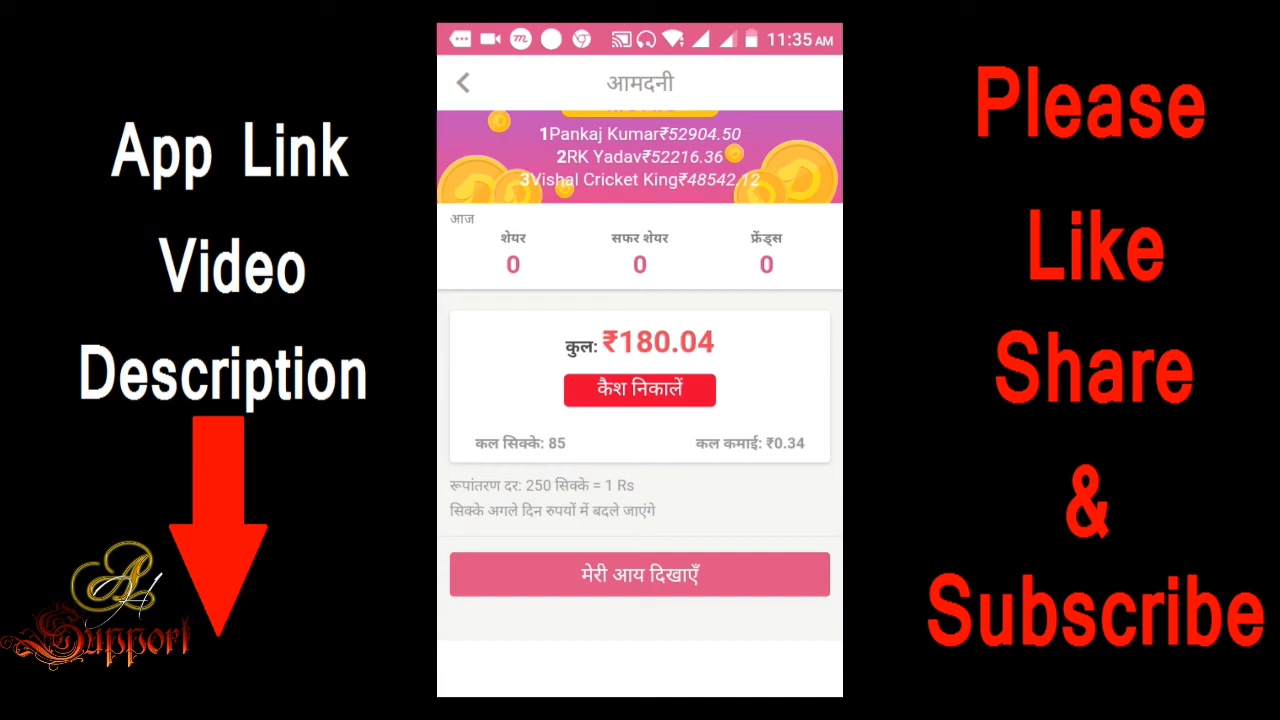 App Link
Video
Description
AH
Support
11:35 AM
आमदनी
1Pankaj Kumar₹52904.50
2RK Yadav₹52216.36
3Vishal Cricket King₹48542.12
आज
शेयर सफर शेयर फ्रेंड्स
0 0 0
कुल: ₹180.04
कैश निकालें
कल सिक्के: 85 कल कमाई: ₹0.34
रूपांतरण दर: 250 सिक्के = 1 Rs
सिक्के अगले दिन रुपयों में बदले जाएंगे
मेरी आय दिखाएँ
Please
Like
Share
&
Subscribe